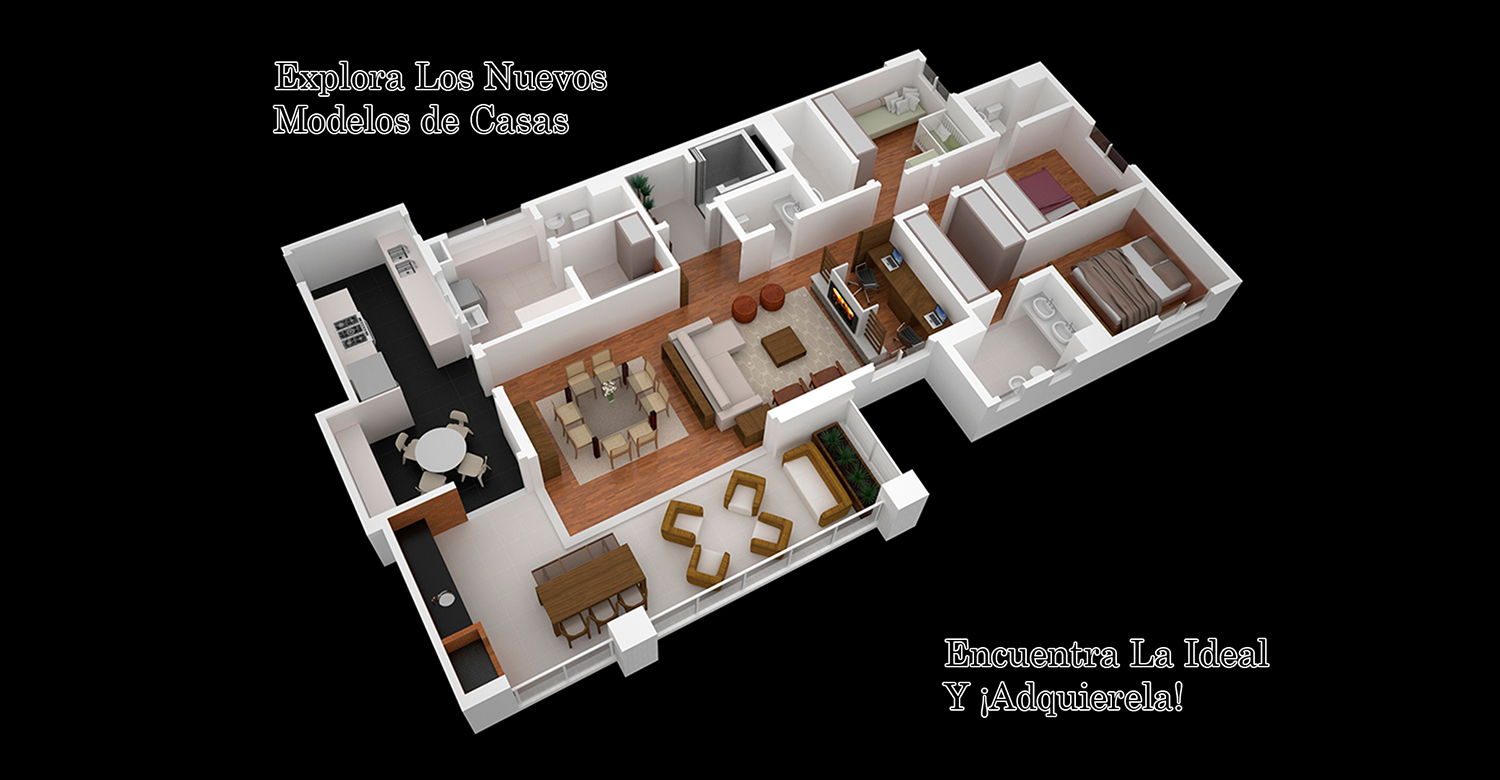 Explora Los Nuevos
Modelos de Casas
Encuentra La Ideal
Y ¡Adquierela!